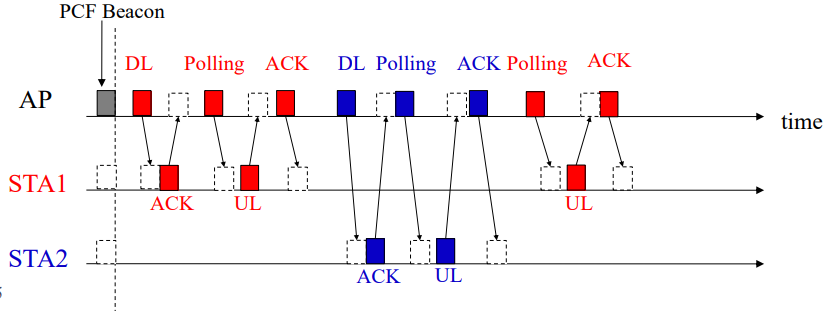 PCF Beacon
DL Polling ACK DL Polling ACK Polling ACK
AP
time
STA1
ACK UL UL
STA2
ACK UL